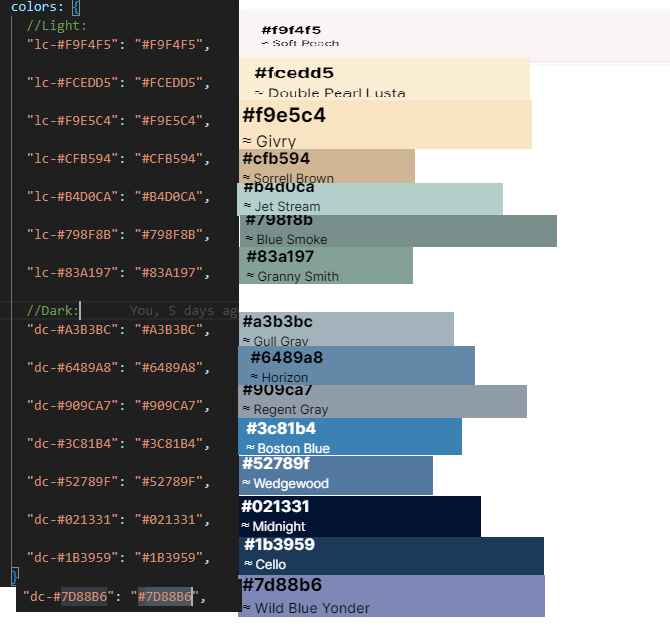 colors: {
//Light:
"lc-#F9F4F5": "#F9F4F5",
"lc-#FCEDD5": "#FCEDD5",
"lc-#F9E5C4": "#F9E5C4",
"lc-#CFB594": "#CFB594",
"lc-#B4D0CA": "#B4D0CA",
"lc-#798F8B": "#798F8B",
"lc-#83A197": "#83A197",
//Dark: You, 5 days ag
"dc-#A3B3BC": "#A3B3BC",
"dc-#6489A8": "#6489A8",
"dc-#909CA7": "#909CA7",
"dc-#3C81B4": "#3C81B4",
"dc-#52789F": "#52789F",
"dc-#021331": "#021331",
"dc-#1B3959": "#1B3959",
}
"dc-#7D88B6": "#7D88B6",
#f9f4f5
≈ Soft Peach
#fcedd5
≈ Double Pearl Lusta
#f9e5c4
≈ Givry
#cfb594
≈ Sorrell Brown
#b4d0ca
≈ Jet Stream
#798f8b
≈ Blue Smoke
#83a197
≈ Granny Smith
#a3b3bc
≈ Gull Gray
#6489a8
≈ Horizon
#909ca7
≈ Regent Gray
#3c81b4
≈ Boston Blue
#52789f
≈ Wedgewood
#021331
≈ Midnight
#1b3959
≈ Cello
#7d88b6
≈ Wild Blue Yonder